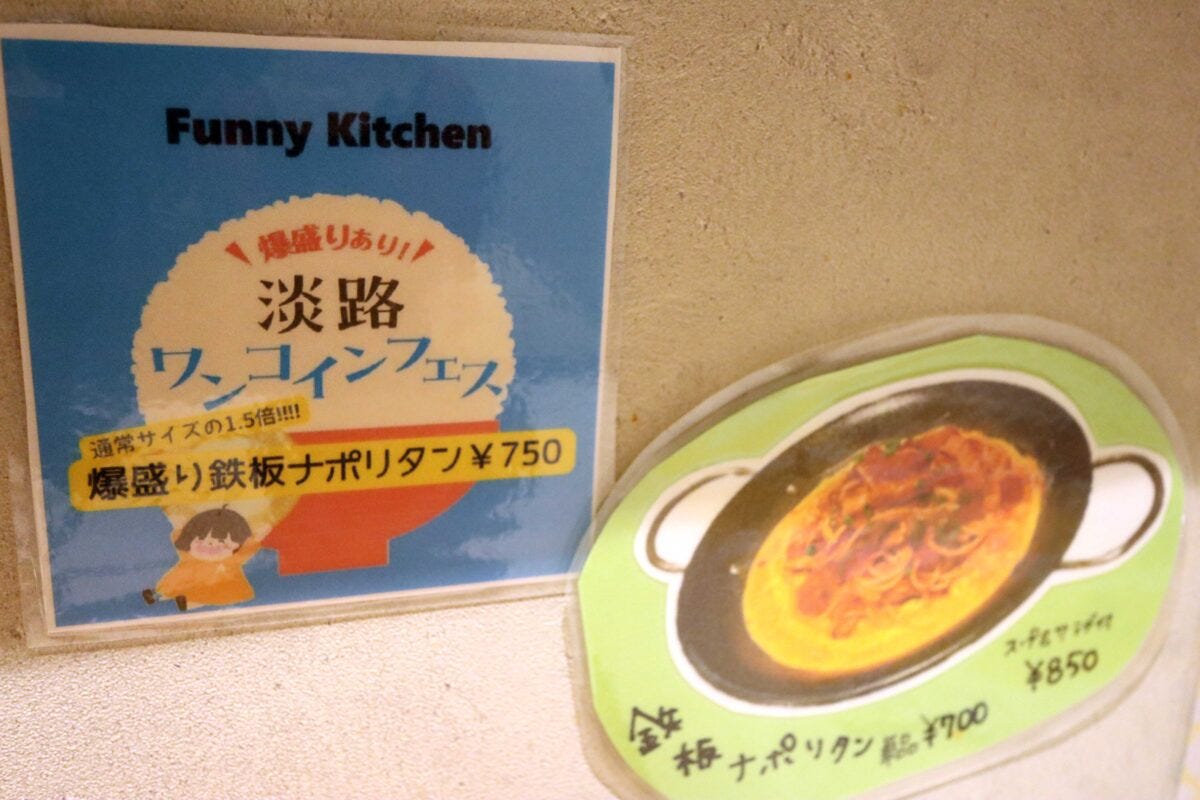 Funny Kitchen
爆盛りあり!
淡路
ワンコインフェス
通常サイズの1.5倍!!!!
爆盛り鉄板ナポリタン¥750
スープ&サラダ付
¥850
鉄板ナポリタン 単品 ¥700